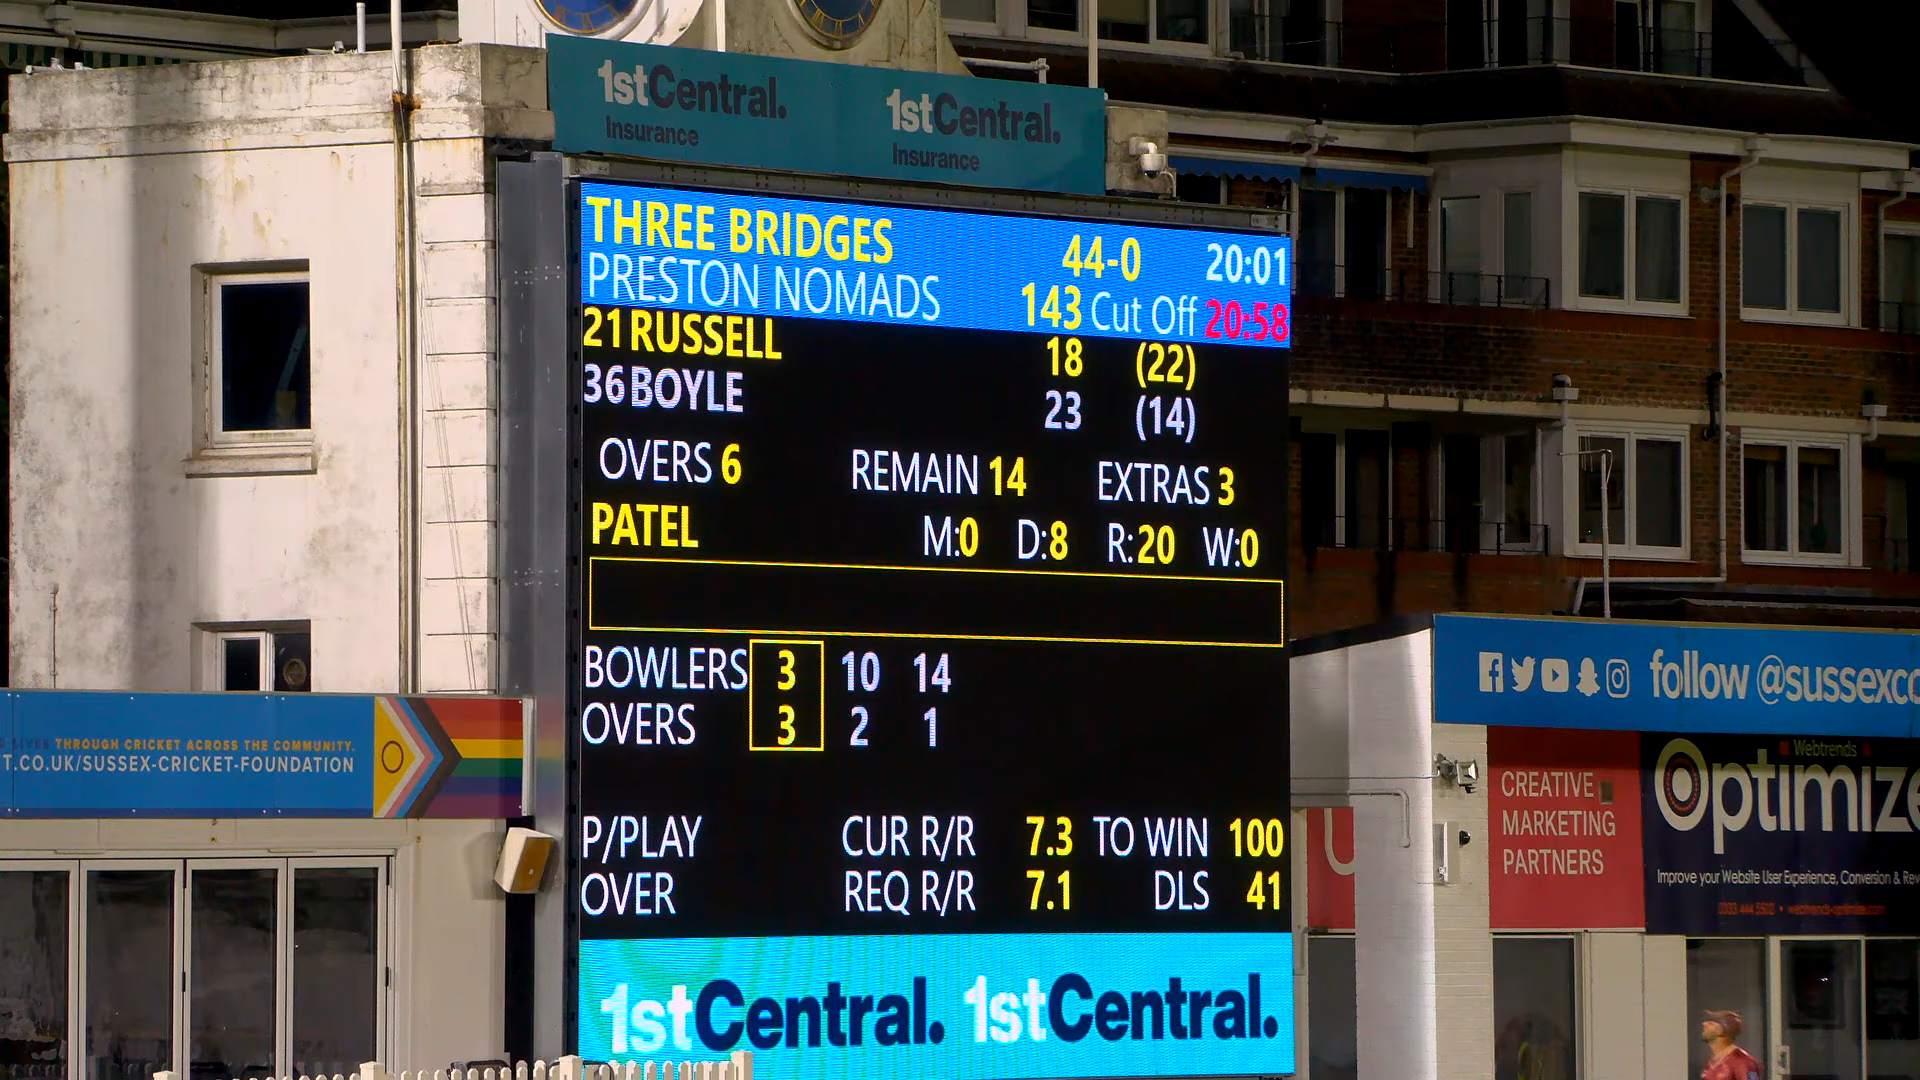 1stCentral. 1stCentral.
Insurance Insurance
THREE BRIDGES 44-0 20:01
PRESTON NOMADS 143 Cut Off 20:58
21 RUSSELL 18 (22)
36 BOYLE 23 (14)
OVERS 6 REMAIN 14 EXTRAS 3
PATEL M:0 D:8 R:20 W:0
BOWLERS 3 10 14
OVERS 3 2 1
P/PLAY CUR R/R 7.3 TO WIN 100
OVER REQ R/R 7.1 DLS 41
1stCentral. 1stCentral.
LIVES THROUGH CRICKET ACROSS THE COMMUNITY.
T.CO.UK/SUSSEX-CRICKET-FOUNDATION
follow @sussexcc
CREATIVE
MARKETING
PARTNERS
Webtrends
Optimize
Improve your Website User Experience, Conversion & Rev